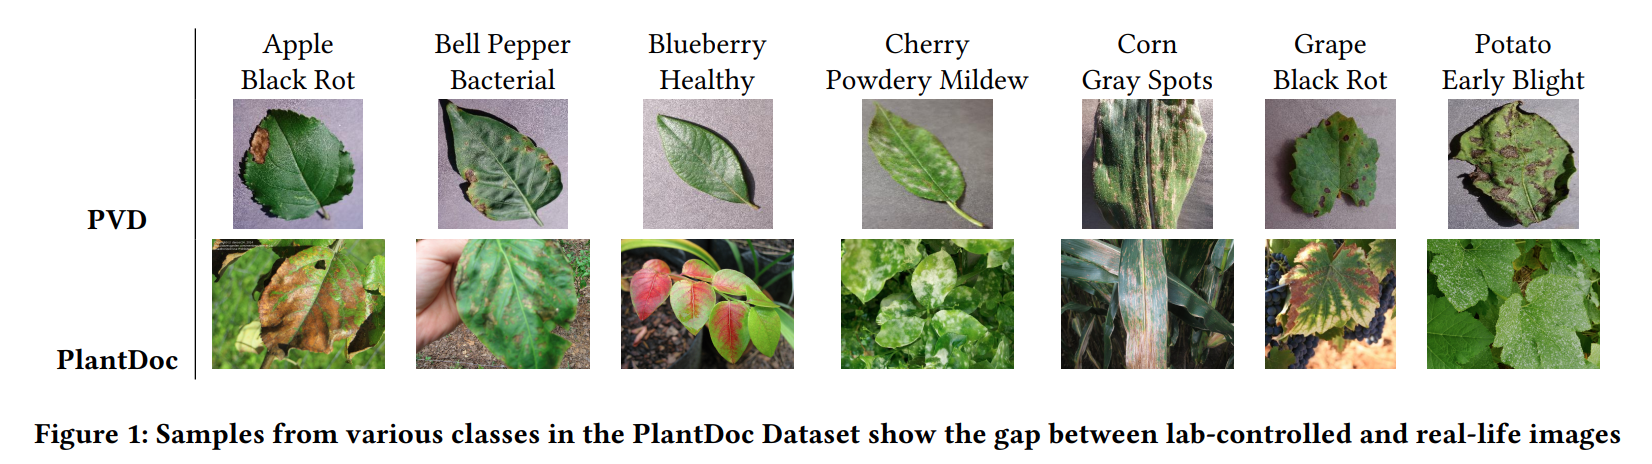 Apple
Black Rot
Bell Pepper
Bacterial
Blueberry
Healthy
Cherry
Powdery Mildew
Corn
Gray Spots
Grape
Black Rot
Potato
Early Blight
PVD
PlantDoc
Figure 1: Samples from various classes in the PlantDoc Dataset show the gap between lab-controlled and real-life images